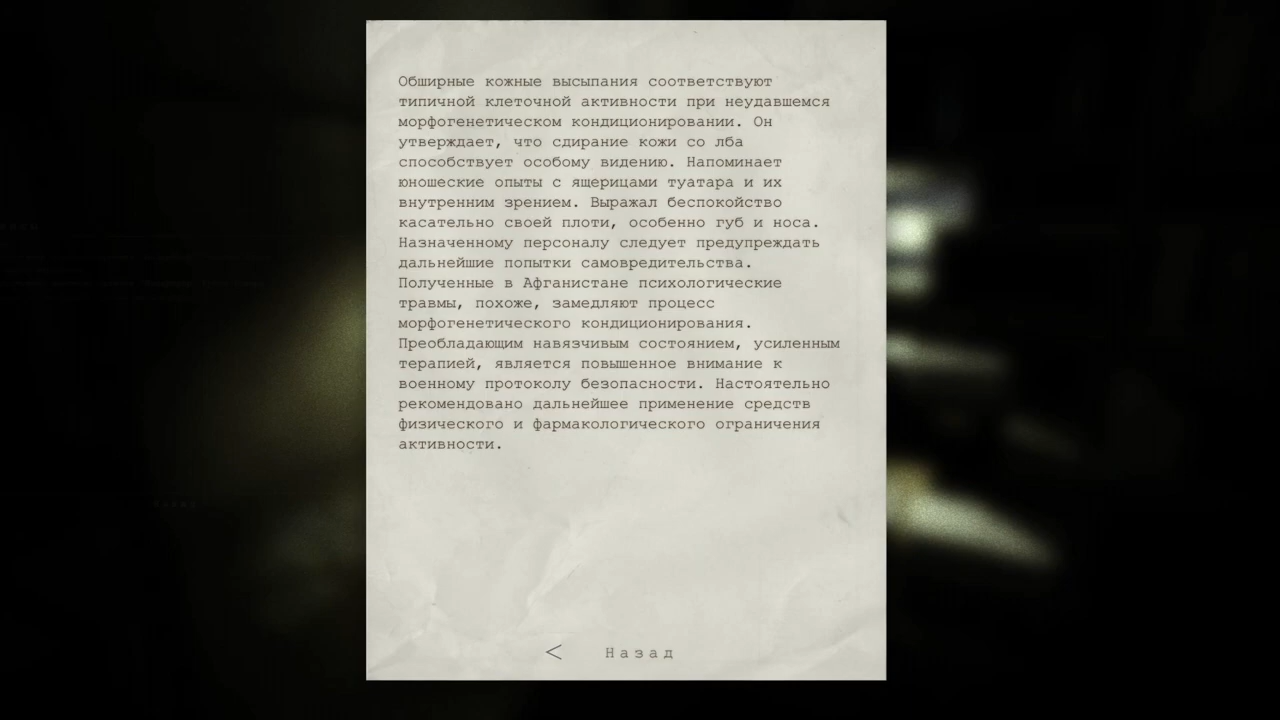 Обширные кожные высыпания соответствуют
типичной клеточной активности при неудавшемся
морфогенетическом кондиционировании. Он
утверждает, что сдирание кожи со лба
способствует особому видению. Напоминает
юношеские опыты с ящерицами туатара и их
внутренним зрением. Выражал беспокойство
касательно своей плоти, особенно губ и носа.
Назначенному персоналу следует предупреждать
дальнейшие попытки самовредительства.
Полученные в Афганистане психологические
травмы, похоже, замедляют процесс
морфогенетического кондиционирования.
Преобладающим навязчивым состоянием, усиленным
терапией, является повышенное внимание к
военному протоколу безопасности. Настоятельно
рекомендовано дальнейшее применение средств
физического и фармакологического ограничения
активности.
< Назад